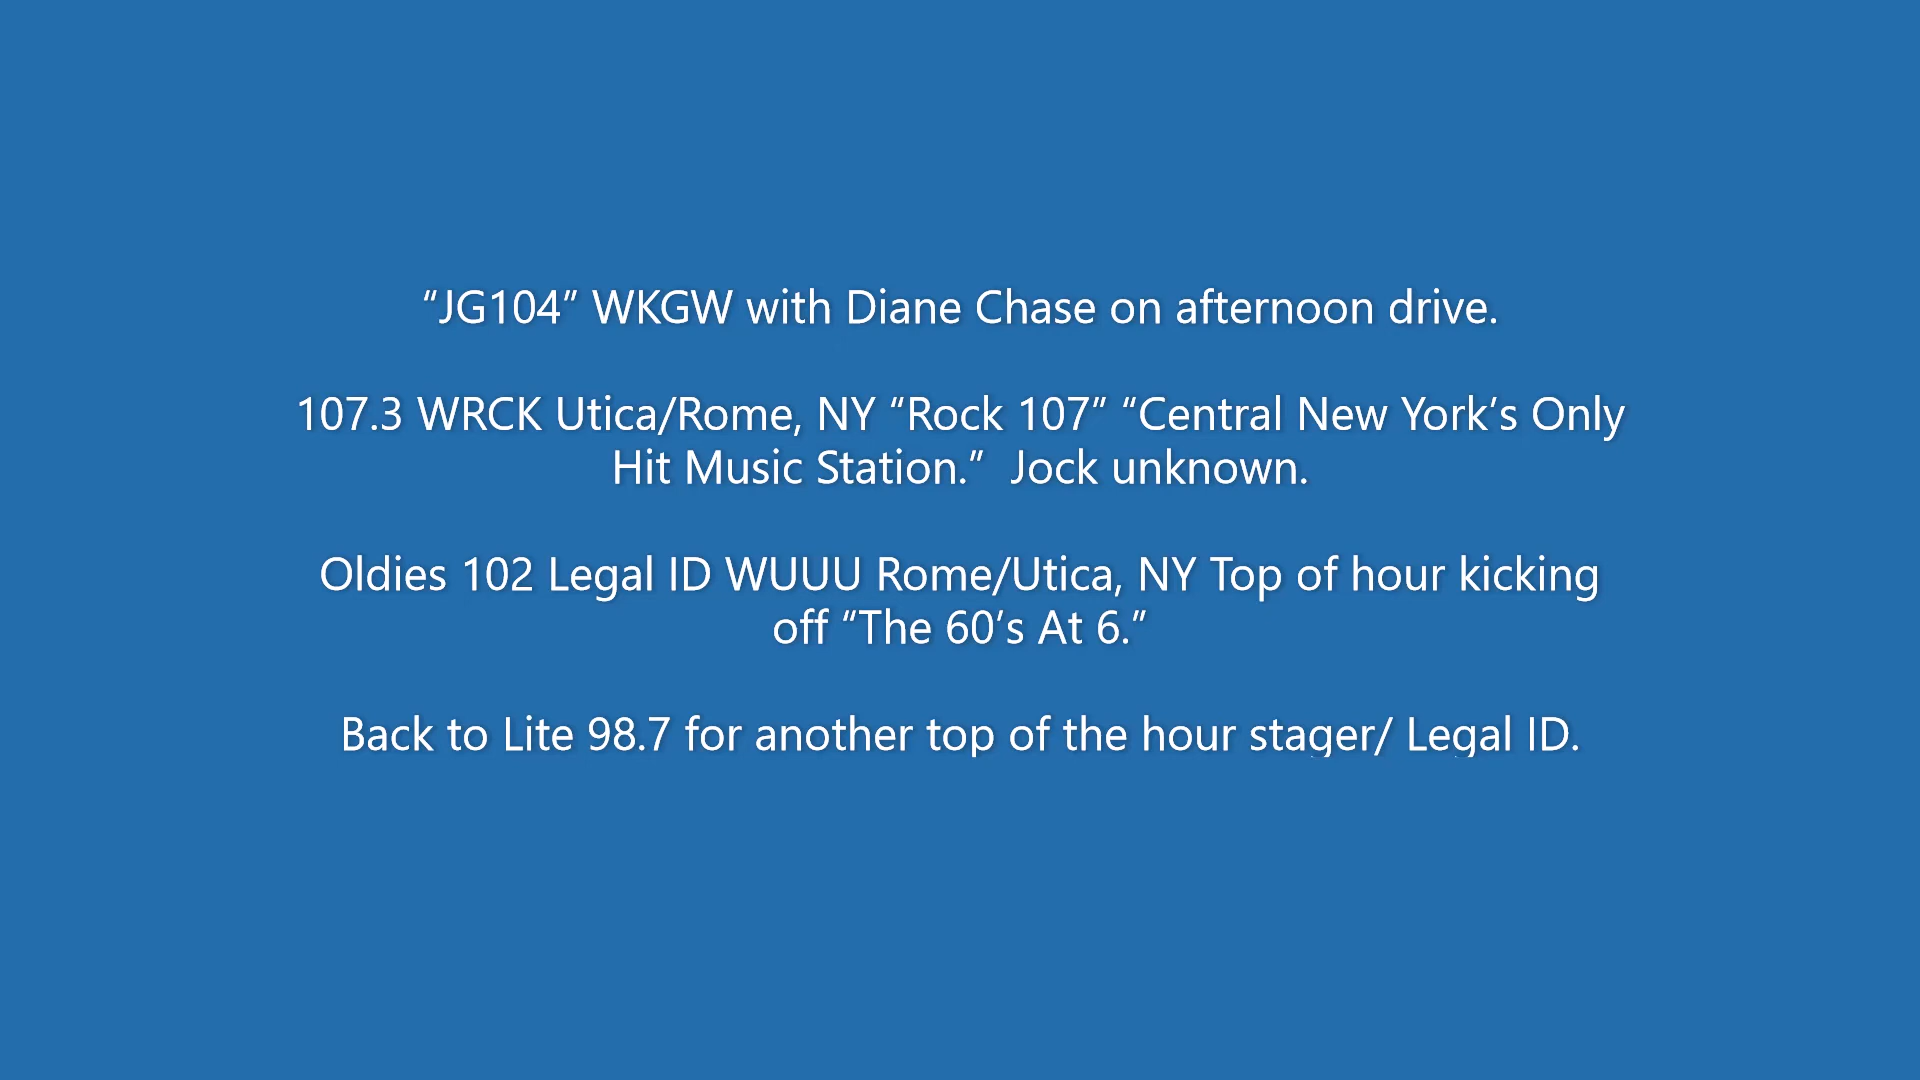 “JG104” WKGW with Diane Chase on afternoon drive.
107.3 WRCK Utica/Rome, NY “Rock 107” “Central New York’s Only
Hit Music Station.”  Jock unknown.
Oldies 102 Legal ID WUUU Rome/Utica, NY Top of hour kicking
off “The 60’s At 6.”
Back to Lite 98.7 for another top of the hour stager/ Legal ID.